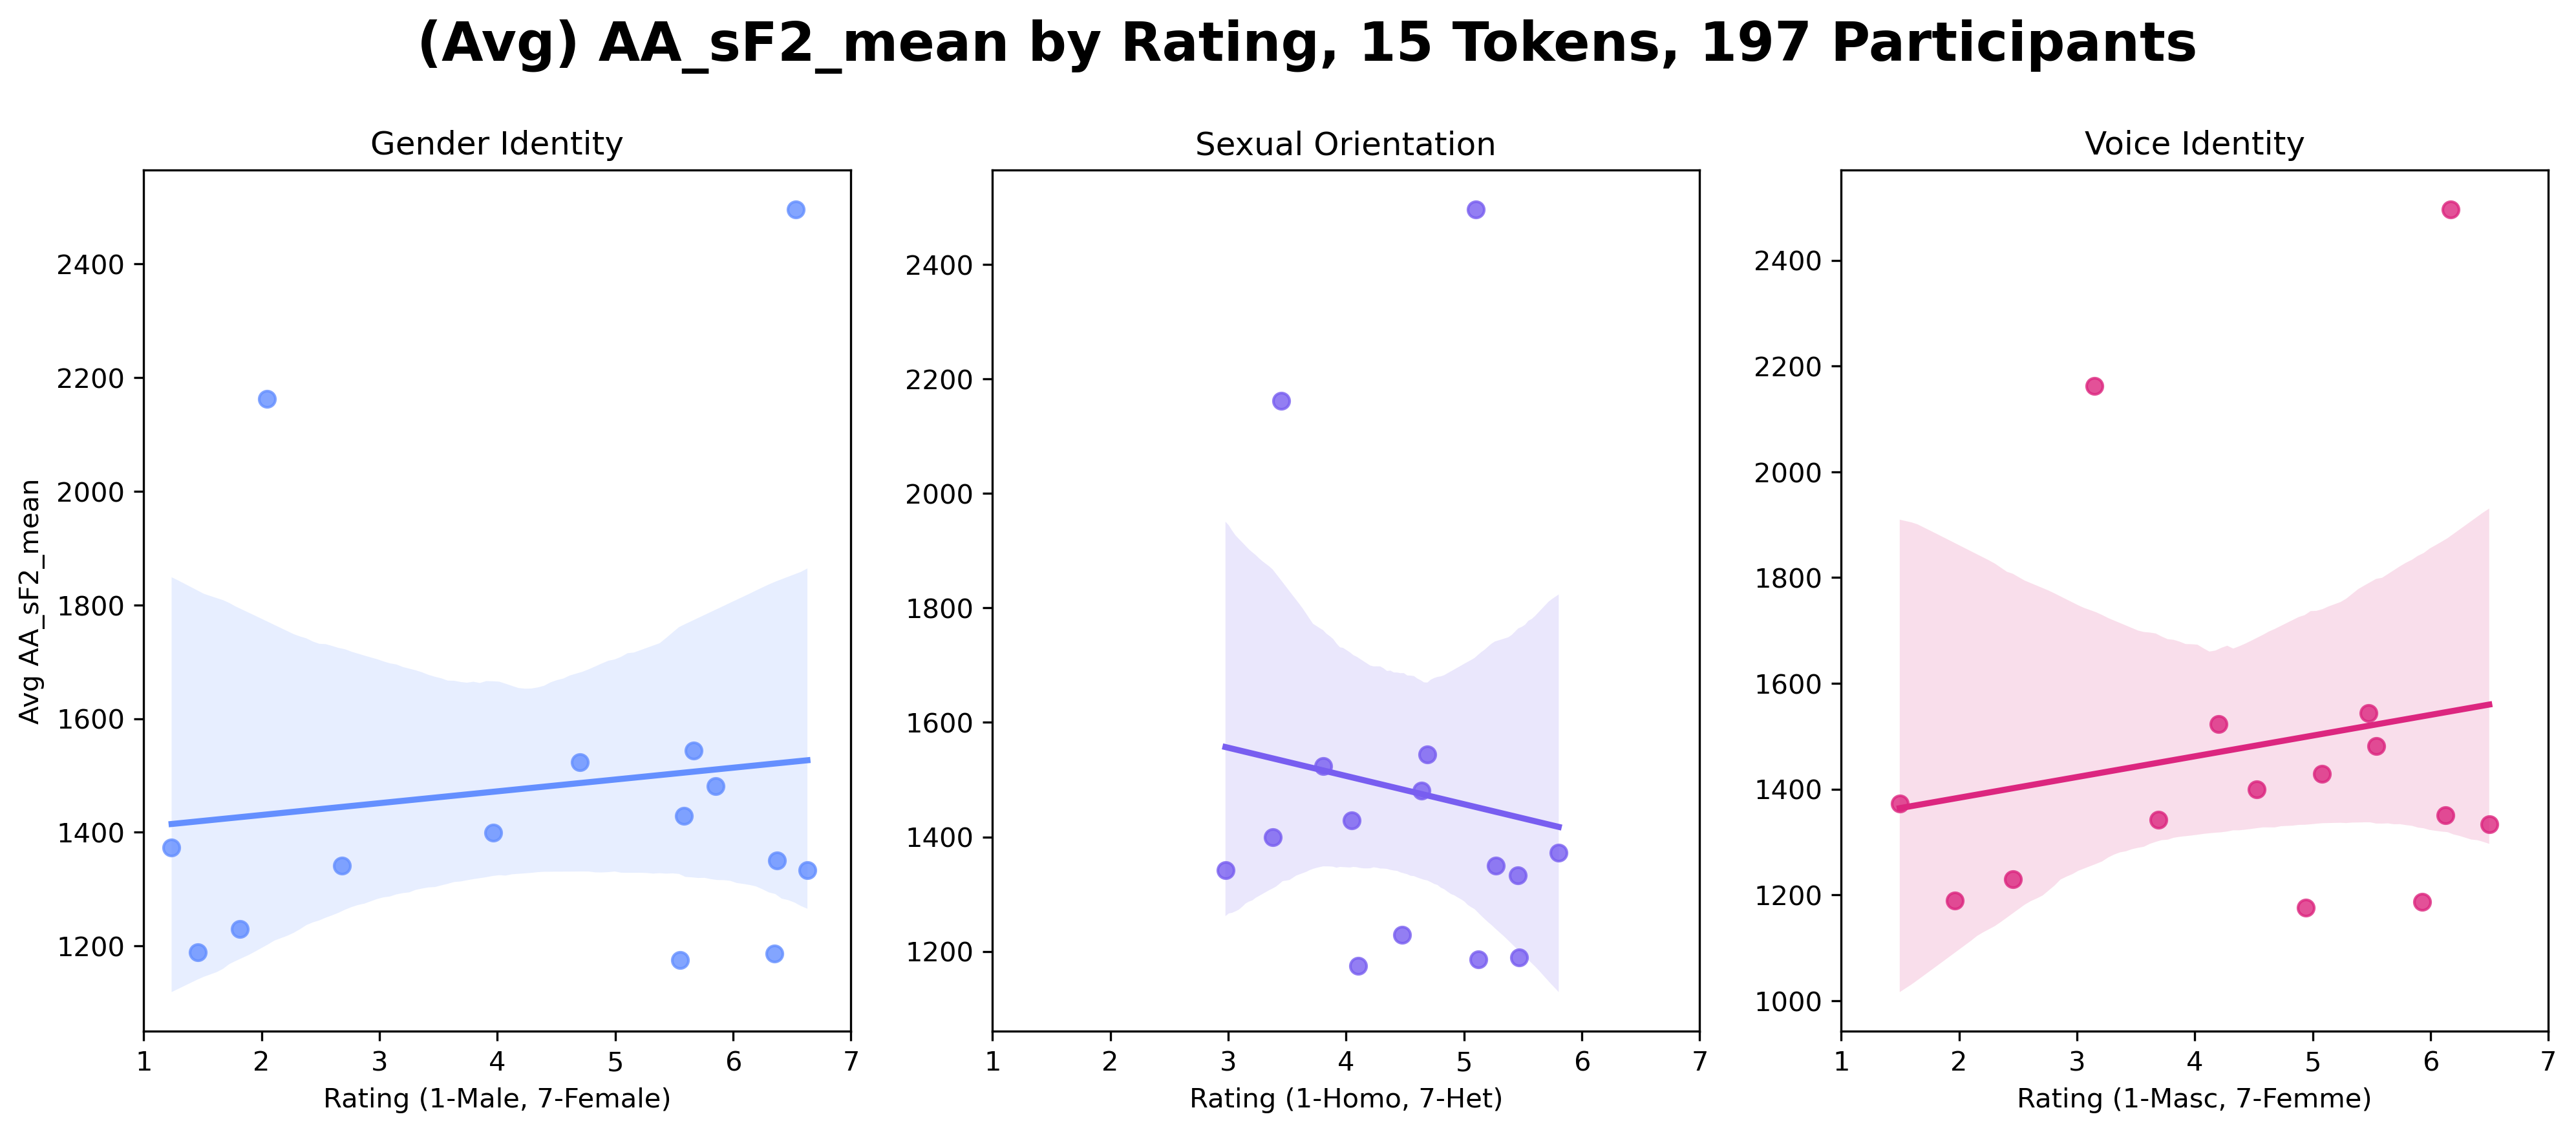 (Avg) AA_sF2_mean by Rating, 15 Tokens, 197 Participants
Gender Identity
Avg AA_sF2_mean
2400
2200
2000
1800
1600
1400
1200
1 2 3 4 5 6 7
Rating (1-Male, 7-Female)
Sexual Orientation
2400
2200
2000
1800
1600
1400
1200
1 2 3 4 5 6 7
Rating (1-Homo, 7-Het)
Voice Identity
2400
2200
2000
1800
1600
1400
1200
1000
1 2 3 4 5 6 7
Rating (1-Masc, 7-Femme)